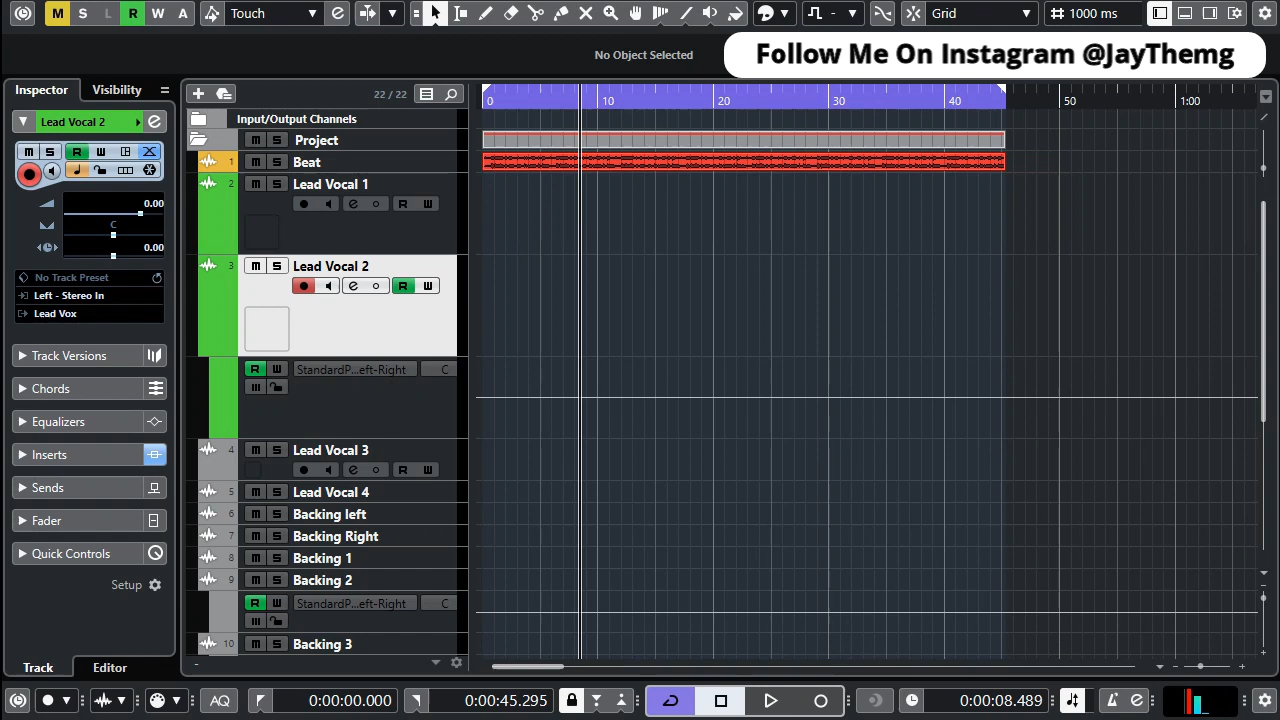 M S L R W A Touch Grid 1000 ms
No Object Selected
Follow Me On Instagram @JayThemg
Inspector Visibility
22 / 22
0 10 20 30 40 50 1:00
Lead Vocal 2
Input/Output Channels
M S R W
M S Project
0.00
1 M S Beat
C
2 M S Lead Vocal 1
R W
0.00
3 M S Lead Vocal 2
R W
No Track Preset
Left - Stereo In
Lead Vox
Track Versions
R W StandardP...eft-Right C
Chords
Equalizers
4 M S Lead Vocal 3
R W
Inserts
5 M S Lead Vocal 4
Sends
6 M S Backing left
Fader
7 M S Backing Right
Quick Controls
8 M S Backing 1
Setup
9 M S Backing 2
R W StandardP...eft-Right C
10 M S Backing 3
Track Editor
AQ 0:00:00.000 0:00:45.295 0:00:08.489